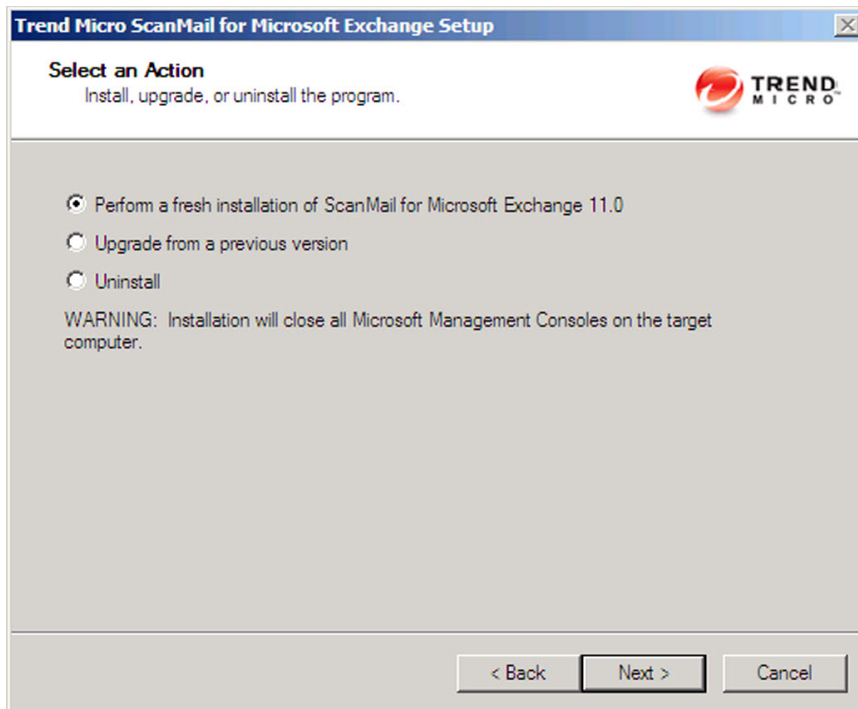 Trend Micro ScanMail for Microsoft Exchange Setup
Select an Action
Install, upgrade, or uninstall the program.
TREND
MICRO™
Perform a fresh installation of ScanMail for Microsoft Exchange 11.0
Upgrade from a previous version
Uninstall
WARNING: Installation will close all Microsoft Management Consoles on the target
computer.
< Back
Next >
Cancel